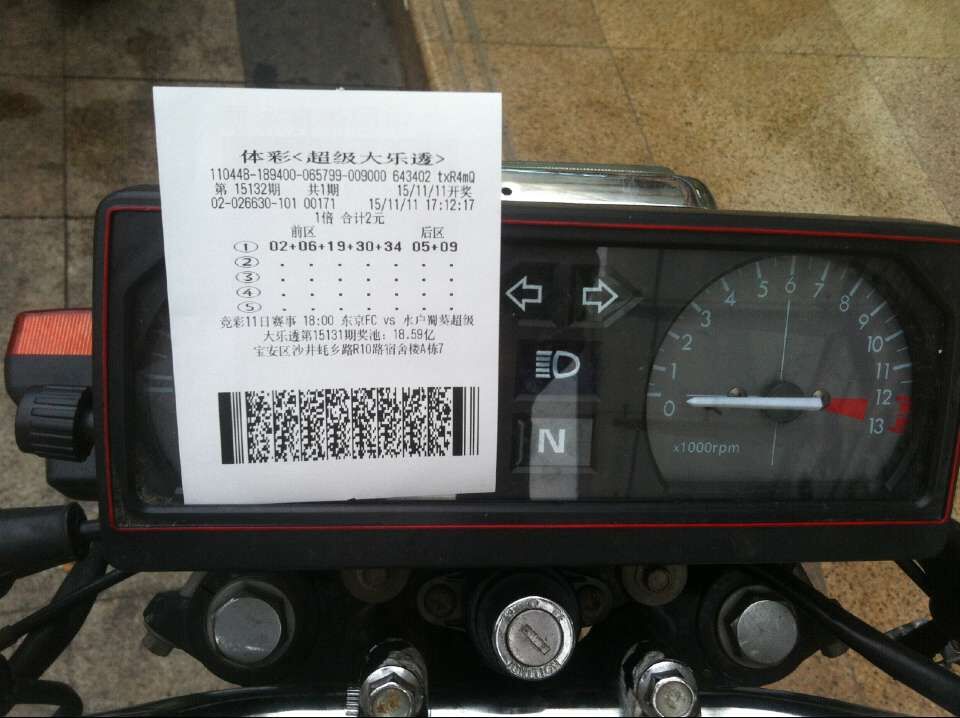 体彩<超级大乐透>
110448-189400-065799-009000 643402 txR4mQ
第 15132期 共1期 15/11/11开奖
02-026630-101 00171 15/11/11 17:12:17
1倍 合计2元
前区 后区
① 02+06+19+30+34 05+09
②
③
④
⑤
竞彩11日赛事 18:00 东京FC vs 水户蜀葵超级
大乐透第15131期奖池：18.59亿
宝安区沙井蚝乡路R10路宿舍楼A栋7
N
0 1 2 3 4 5 6 7 8 9 10 11 12 13
x1000rpm